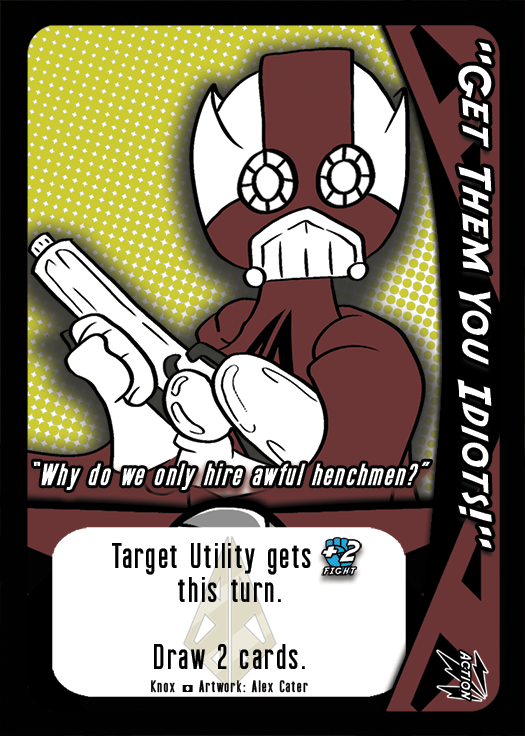 "Get Them You Idiots!"
"Why do we only hire awful henchmen?"
Target Utility gets +2 FIGHT
this turn.
Draw 2 cards.
Knox Artwork: Alex Cater
ACTION